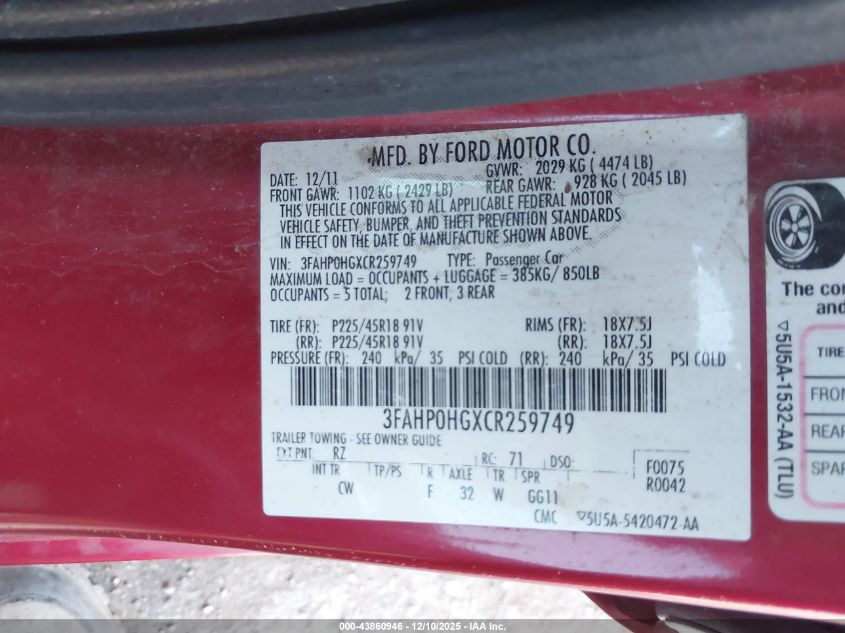 MFD. BY FORD MOTOR CO.
DATE: 12/11 GVWR: 2029 KG ( 4474 LB)
FRONT GAWR: 1102 KG ( 2429 LB) REAR GAWR: 928 KG ( 2045 LB)
THIS VEHICLE CONFORMS TO ALL APPLICABLE FEDERAL MOTOR
VEHICLE SAFETY, BUMPER, AND THEFT PREVENTION STANDARDS
IN EFFECT ON THE DATE OF MANUFACTURE SHOWN ABOVE.
VIN: 3FAHP0HGXCR259749 TYPE: Passenger Car
MAXIMUM LOAD = OCCUPANTS + LUGGAGE = 385KG/ 850LB
OCCUPANTS = 5 TOTAL; 2 FRONT, 3 REAR
TIRE (FR): P225/45R18 91V RIMS (FR): 18X7.5J
(RR): P225/45R18 91V (RR): 18X7.5J
PRESSURE (FR): 240 kPa/ 35 PSI COLD (RR): 240 kPa/ 35 PSI COLD
3FAHP0HGXCR259749
TRAILER TOWING - SEE OWNER GUIDE
EXT PNT: RZ RC: 71 DSO: F0075
INT TR TP/PS R AXLE TR SPR R0042
CW F 32 W GG11
CMC ▽5U5A-5420472-AA
▽5U5A-1532-AA (TLU)
The
and
TIRE
FRON
REAR
SPAR
000-43860946 - 12/10/2025 - IAA Inc.